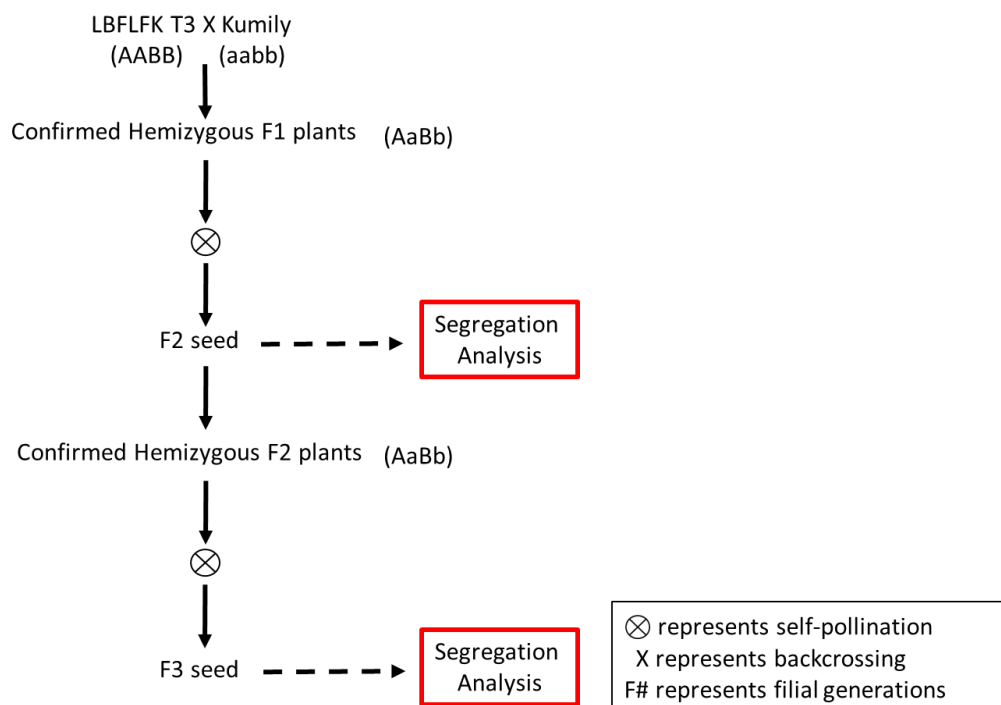 LBFLFK T3 X Kumily
(AABB) (aabb)
Confirmed Hemizygous F1 plants (AaBb)
F2 seed
Segregation
Analysis
Confirmed Hemizygous F2 plants (AaBb)
F3 seed
Segregation
Analysis
⊗ represents self-pollination
X represents backcrossing
F# represents filial generations